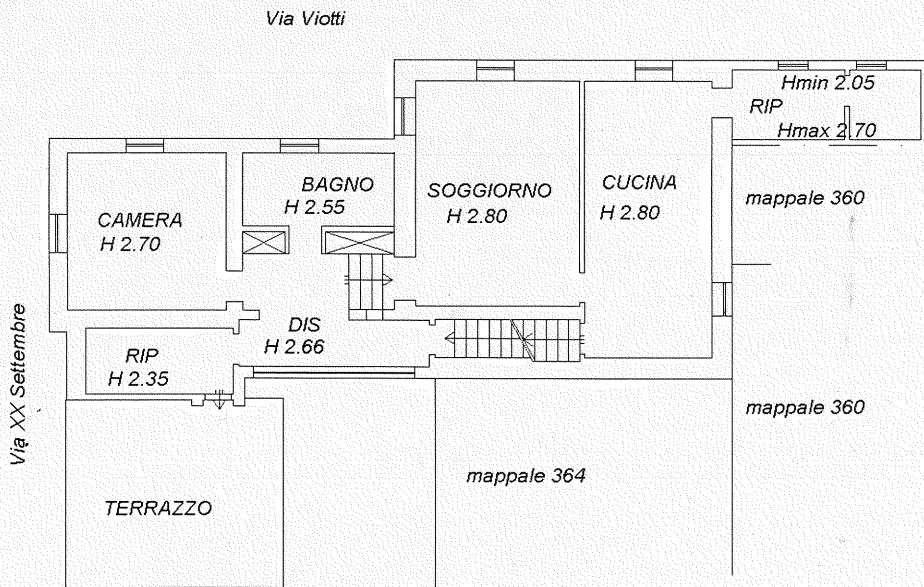 Via Viotti
Hmin 2.05
RIP
Hmax 2.70
BAGNO
H 2.55
SOGGIORNO
H 2.80
CUCINA
H 2.80
mappale 360
CAMERA
H 2.70
DIS
H 2.66
RIP
H 2.35
Via XX Settembre
mappale 360
mappale 364
TERRAZZO